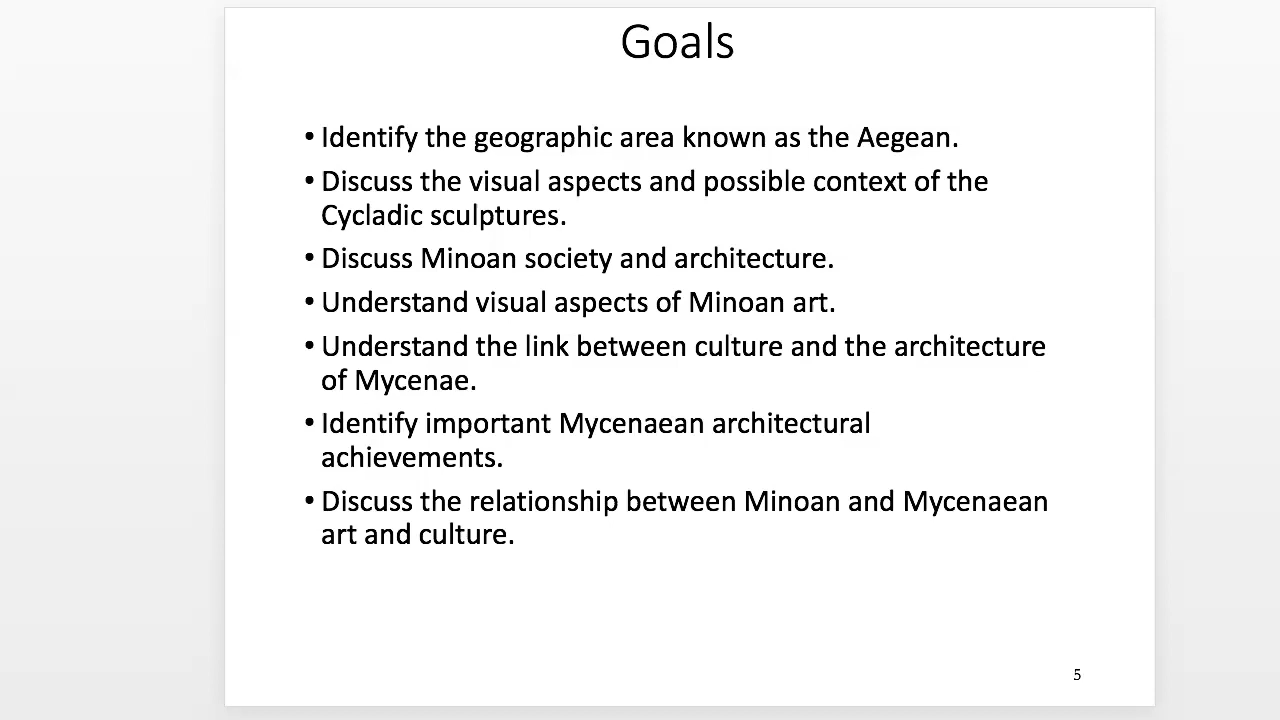 Goals
• Identify the geographic area known as the Aegean.
• Discuss the visual aspects and possible context of the
Cycladic sculptures.
• Discuss Minoan society and architecture.
• Understand visual aspects of Minoan art.
• Understand the link between culture and the architecture
of Mycenae.
• Identify important Mycenaean architectural
achievements.
• Discuss the relationship between Minoan and Mycenaean
art and culture.
5